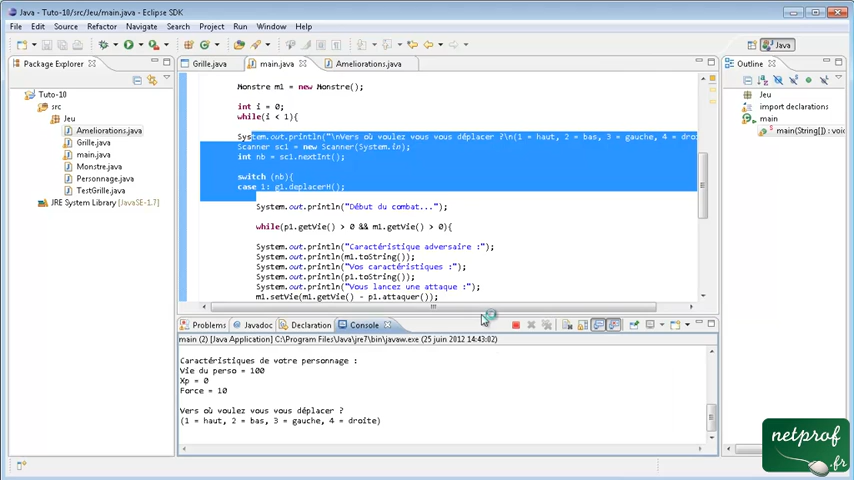 Java - Tuto-10/src/Jeu/main.java - Eclipse SDK
File Edit Source Refactor Navigate Search Project Run Window Help
Java
Package Explorer
Grille.java
main.java
Ameliorations.java
Outline
Tuto-10
src
Jeu
Ameliorations.java
Grille.java
main.java
Monstre.java
Personnage.java
TestGrille.java
JRE System Library [JavaSE-1.7]
Monstre m1 = new Monstre();
int i = 0;
while(i < 1){
System.out.println("\nVers où voulez vous vous déplacer ?\n(1 = haut, 2 = bas, 3 = gauche, 4 = dro
Scanner sc1 = new Scanner(System.in);
int nb = sc1.nextInt();
switch (nb){
case 1: g1.deplacerH();
System.out.println("Début du combat...");
while(p1.getVie() > 0 && m1.getVie() > 0){
System.out.println("Caractéristique adversaire :");
System.out.println(m1.toString());
System.out.println("Vos caractéristiques :");
System.out.println(p1.toString());
System.out.println("Vous lancez une attaque :");
m1.setVie(m1.getVie() - p1.attaquer());
Jeu
import declarations
main
main(String[]) : voi
Problems
Javadoc
Declaration
Console
main (2) [Java Application] C:\Program Files\Java\jre7\bin\javaw.exe (25 juin 2012 14:43:02)
Caractéristiques de votre personnage :
Vie du perso = 100
Xp = 0
Force = 10
Vers où voulez vous vous déplacer ?
(1 = haut, 2 = bas, 3 = gauche, 4 = droite)
netprof
.fr